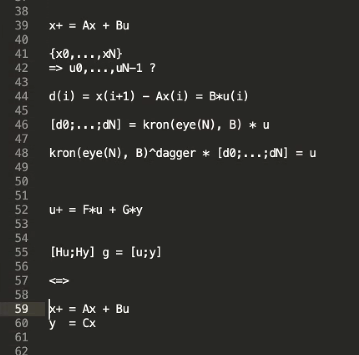 38
39 x+ = Ax + Bu
40
41 {x0,...,xN}
42 => u0,...,uN-1 ?
43
44 d(i) = x(i+1) - Ax(i) = B*u(i)
45
46 [d0;...;dN] = kron(eye(N), B) * u
47
48 kron(eye(N), B)^dagger * [d0;...;dN] = u
49
50
51
52 u+ = F*u + G*y
53
54
55 [Hu;Hy] g = [u;y]
56
57 <=>
58
59 x+ = Ax + Bu
60 y  = Cx
61
62